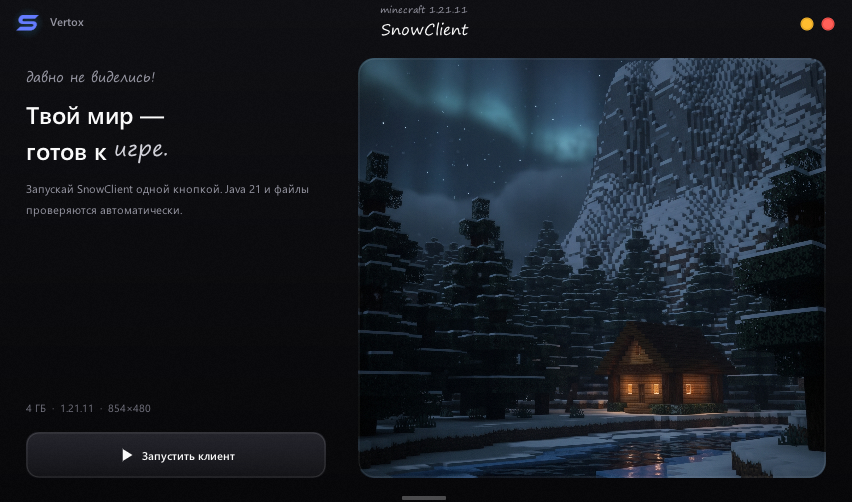 Vertox
minecraft 1.21.11
SnowClient
давно не виделись!
Твой мир —
готов к игре.
Запускай SnowClient одной кнопкой. Java 21 и файлы
проверяются автоматически.
4 ГБ · 1.21.11 · 854×480
Запустить клиент